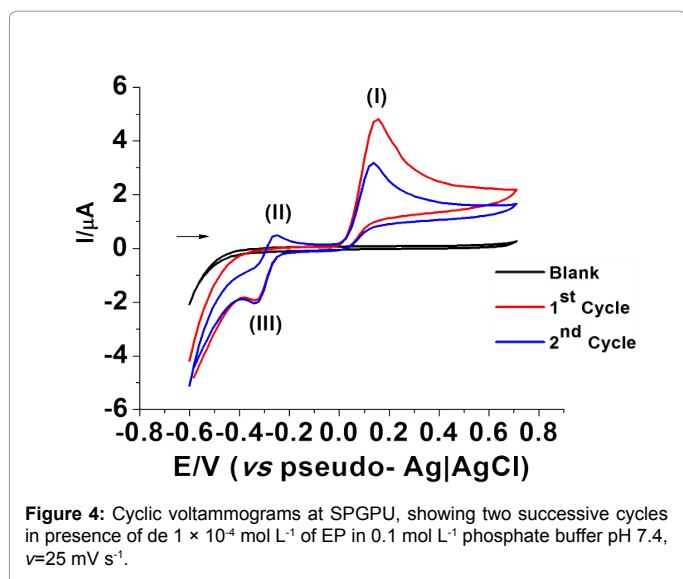 6
4
2
0
-2
-4
-6
I/µA
(I)
(II)
(III)
Blank
1st Cycle
2nd Cycle
-0.8 -0.6 -0.4 -0.2 0.0 0.2 0.4 0.6 0.8
E/V (vs pseudo- Ag|AgCl)
Figure 4: Cyclic voltammograms at SPGPU, showing two successive cycles
in presence of de 1 × 10⁻⁴ mol L⁻¹ of EP in 0.1 mol L⁻¹ phosphate buffer pH 7.4,
v=25 mV s⁻¹.